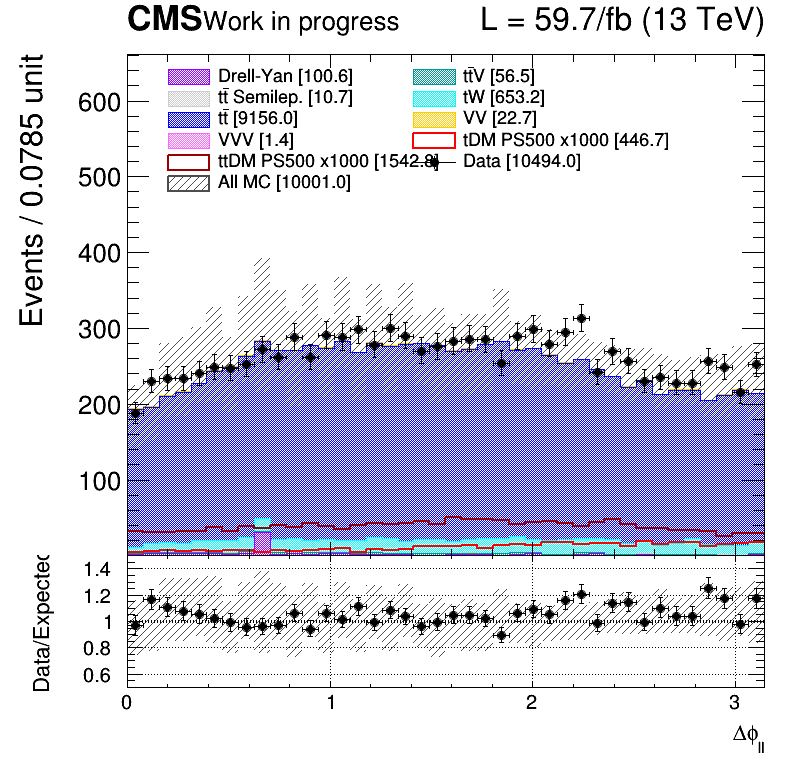 CMS Work in progress L = 59.7/fb (13 TeV)
Events / 0.0785 unit
600
500
400
300
200
100
Drell-Yan [100.6]
tt̄V [56.5]
tt̄ Semilep. [10.7]
tW [653.2]
tt̄ [9156.0]
VV [22.7]
VVV [1.4]
tDM PS500 x1000 [446.7]
ttDM PS500 x1000 [1542.8]
Data [10494.0]
All MC [10001.0]
Data/Expected
1.4
1.2
1
0.8
0.6
0 1 2 3
Δϕ_ll